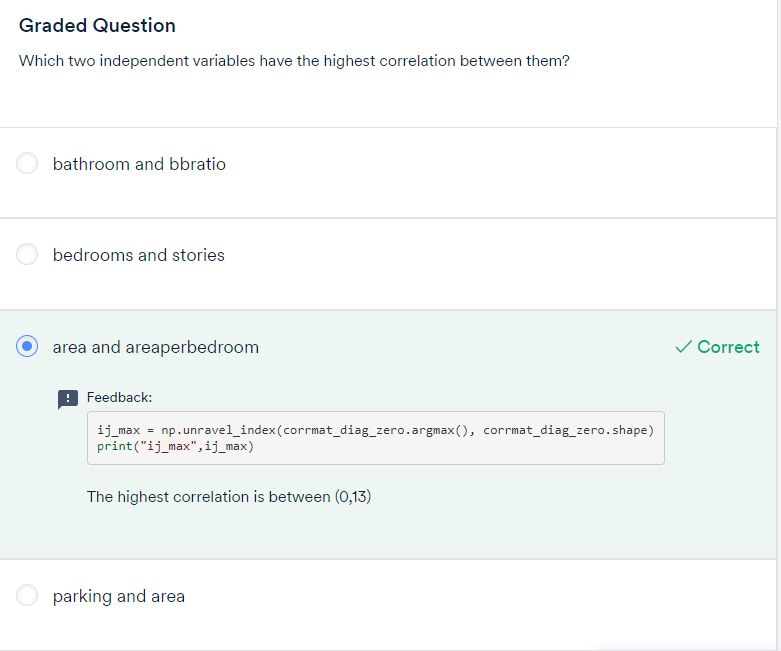 Graded Question
Which two independent variables have the highest correlation between them?
bathroom and bbratio
bedrooms and stories
area and areaperbedroom
Correct
Feedback:
ij_max = np.unravel_index(corrmat_diag_zero.argmax(), corrmat_diag_zero.shape)
print("ij_max",ij_max)
The highest correlation is between (0,13)
parking and area